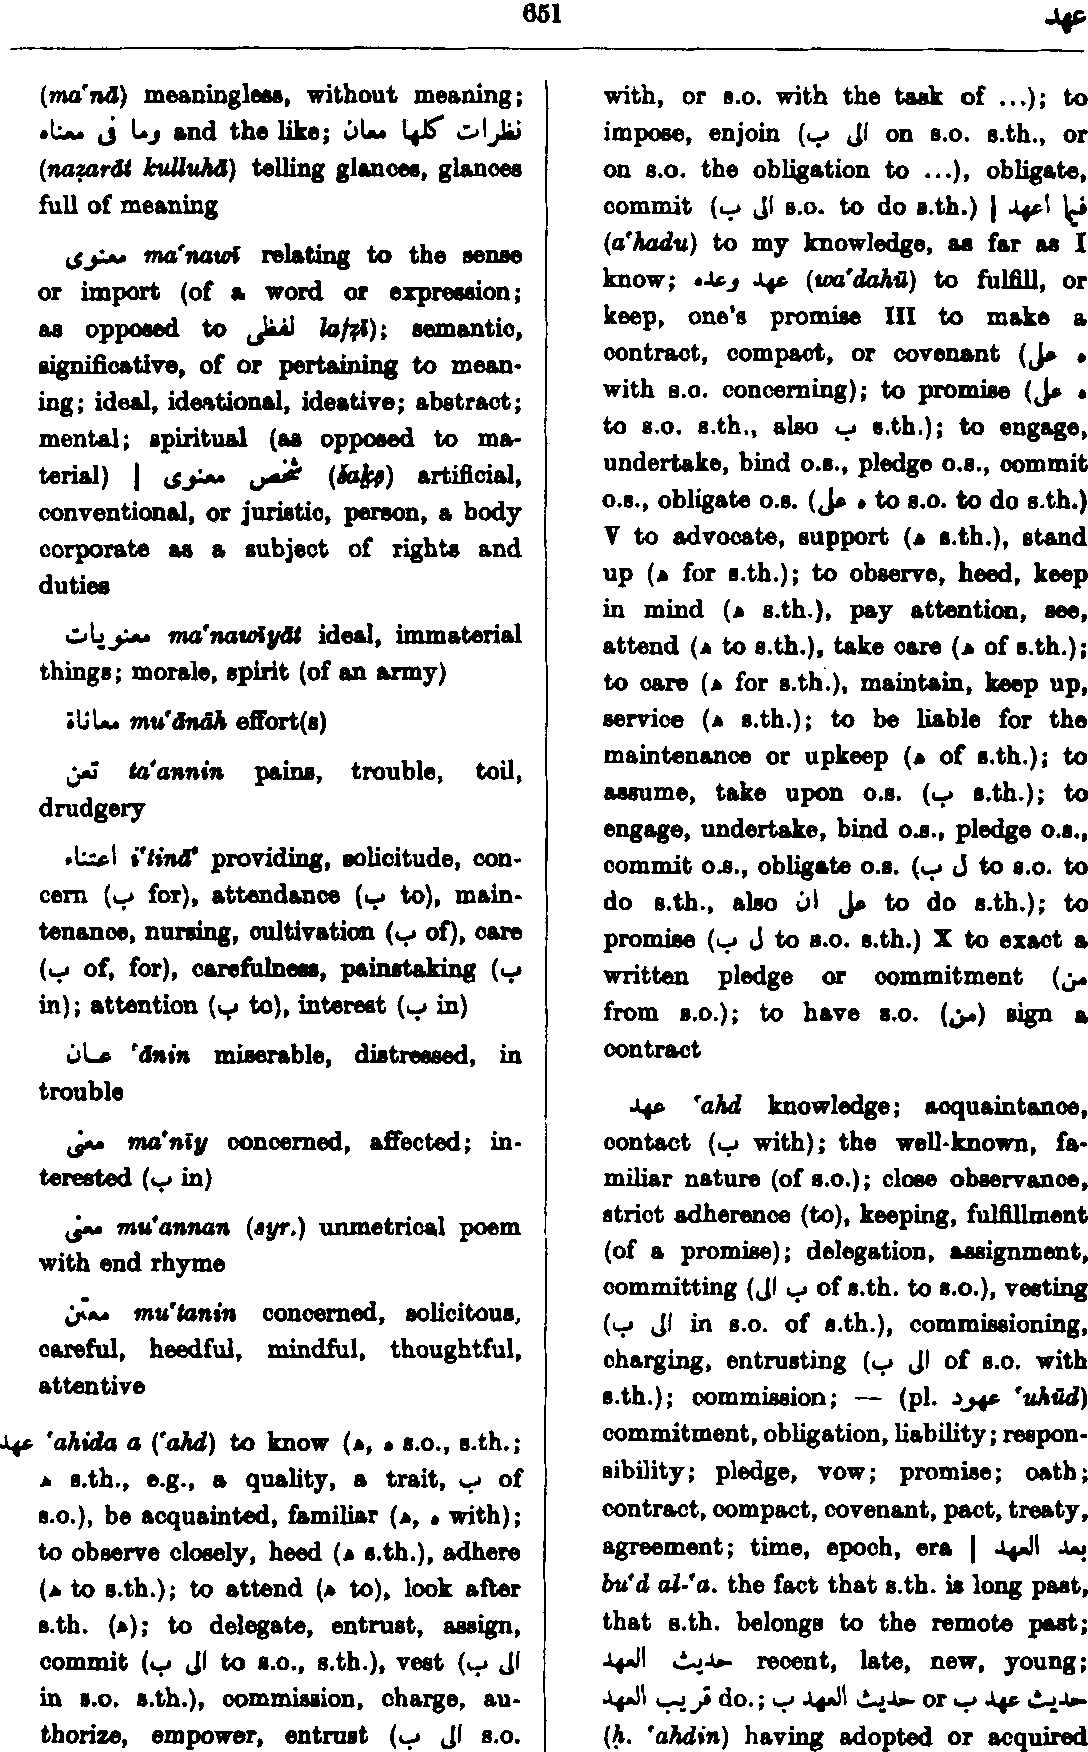 651
عهد
(ma‘nā) meaningless, without meaning;
وما فى معناه and the like; نظرات كلها معان
(naẓarāt kulluhā) telling glances, glances
full of meaning
معنوى ma‘nawī relating to the sense
or import (of a word or expression;
as opposed to لفظى lafẓī); semantic,
significative, of or pertaining to mean-
ing; ideal, ideational, ideative; abstract;
mental; spiritual (as opposed to ma-
terial) | شخص معنوى (šaḵṣ) artificial,
conventional, or juristic, person, a body
corporate as a subject of rights and
duties
معنويات ma‘nawīyāt ideal, immaterial
things; morale, spirit (of an army)
معاناة mu‘ānāh effort(s)
تعن ta‘annin pains, trouble, toil,
drudgery
اعتناء i‘tinā’ providing, solicitude, con-
cern (ب for), attendance (ب to), main-
tenance, nursing, cultivation (ب of), care
(ب of, for), carefulness, painstaking (ب
in); attention (ب to), interest (ب in)
عان ‘ānin miserable, distressed, in
trouble
معنى ma‘nīy concerned, affected; in-
terested (ب in)
معنى mu‘annan (syr.) unmetrical poem
with end rhyme
معتن mu‘tanin concerned, solicitous,
careful, heedful, mindful, thoughtful,
attentive
عهد ‘ahida a (‘ahd) to know (ه, ه s.o., s.th.;
ه s.th., e.g., a quality, a trait, ب of
s.o.), be acquainted, familiar (ه, ه with);
to observe closely, heed (ه s.th.), adhere
(ه to s.th.); to attend (ه to), look after
s.th. (ه); to delegate, entrust, assign,
commit (الى ب to s.o., s.th.), vest (الى ب
in s.o. s.th.), commission, charge, au-
thorize, empower, entrust (الى ب s.o.
with, or s.o. with the task of ...); to
impose, enjoin (الى ب on s.o. s.th., or
on s.o. the obligation to ...), obligate,
commit (الى ب s.o. to do s.th.) | فيما اعهد
(a‘hadu) to my knowledge, as far as I
know; عهد وعده (wa‘dahū) to fulfill, or
keep, one's promise III to make a
contract, compact, or covenant (ه على
with s.o. concerning); to promise (ه على
to s.o. s.th., also ب s.th.); to engage,
undertake, bind o.s., pledge o.s., commit
o.s., obligate o.s. (ه على to s.o. to do s.th.)
V to advocate, support (ه s.th.), stand
up (ه for s.th.); to observe, heed, keep
in mind (ه s.th.), pay attention, see,
attend (ه to s.th.), take care (ه of s.th.);
to care (ه for s.th.), maintain, keep up,
service (ه s.th.); to be liable for the
maintenance or upkeep (ه of s.th.); to
assume, take upon o.s. (ب s.th.); to
engage, undertake, bind o.s., pledge o.s.,
commit o.s., obligate o.s. (ل ب to s.o. to
do s.th., also على ان to do s.th.); to
promise (ل ب to s.o. s.th.) X to exact a
written pledge or commitment (من
from s.o.); to have s.o. (من) sign a
contract
عهد ‘ahd knowledge; acquaintance,
contact (ب with); the well-known, fa-
miliar nature (of s.o.); close observance,
strict adherence (to), keeping, fulfillment
(of a promise); delegation, assignment,
committing (ب الى of s.th. to s.o.), vesting
(الى ب in s.o. of s.th.), commissioning,
charging, entrusting (الى ب of s.o. with
s.th.); commission; — (pl. عهود ‘uhūd)
commitment, obligation, liability; respon-
sibility; pledge, vow; promise; oath;
contract, compact, covenant, pact, treaty,
agreement; time, epoch, era | بعد العهد
bu‘d al-‘a. the fact that s.th. is long past,
that s.th. belongs to the remote past;
حديث العهد recent, late, new, young;
قريب العهد do.; حديث العهد ب or حديث عهد ب
(ḥ. ‘ahdin) having adopted or acquired